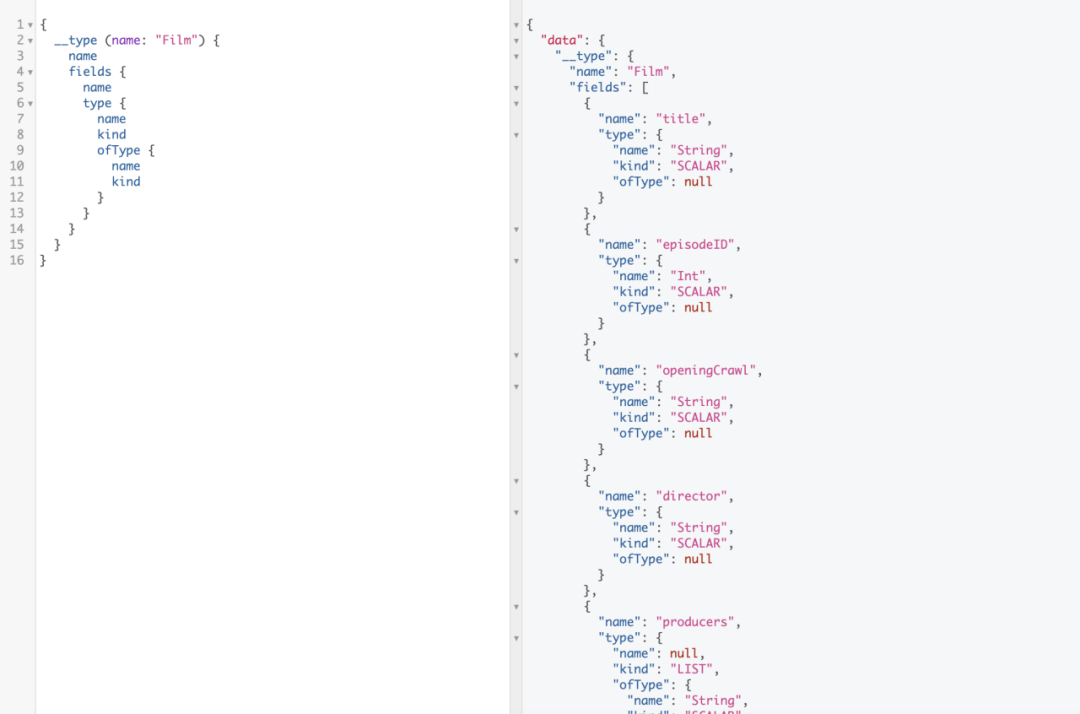 1 {
2 __type (name: "Film") {
3 name
4 fields {
5 name
6 type {
7 name
8 kind
9 ofType {
10 name
11 kind
12 }
13 }
14 }
15 }
16 }
{
"data": {
"__type": {
"name": "Film",
"fields": [
{
"name": "title",
"type": {
"name": "String",
"kind": "SCALAR",
"ofType": null
}
},
{
"name": "episodeID",
"type": {
"name": "Int",
"kind": "SCALAR",
"ofType": null
}
},
{
"name": "openingCrawl",
"type": {
"name": "String",
"kind": "SCALAR",
"ofType": null
}
},
{
"name": "director",
"type": {
"name": "String",
"kind": "SCALAR",
"ofType": null
}
},
{
"name": "producers",
"type": {
"name": null,
"kind": "LIST",
"ofType": {
"name": "String",